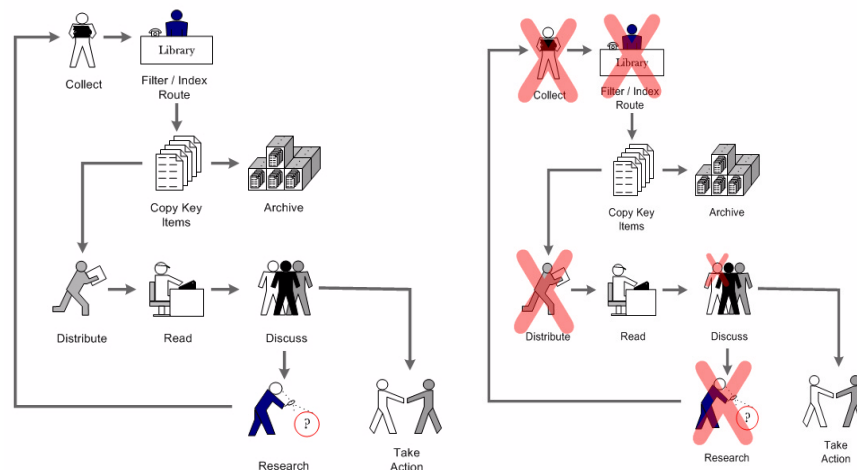 Library
Collect
Filter / Index
Route
Copy Key
Items
Archive
Distribute
Read
Discuss
?
Research
Take
Action
Library
Collect
Filter / Index
Route
Copy Key
Items
Archive
Distribute
Read
Discuss
?
Research
Take
Action